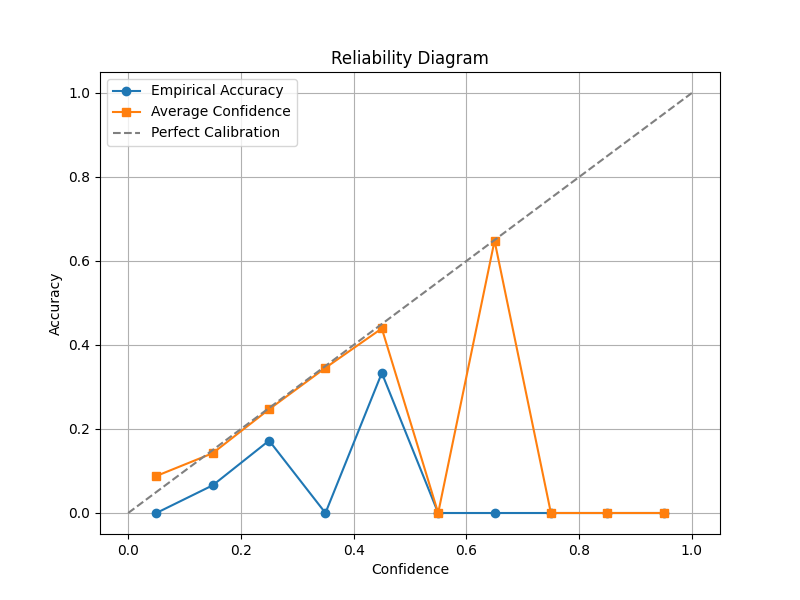 Reliability Diagram
Empirical Accuracy
Average Confidence
Perfect Calibration
Accuracy
1.0
0.8
0.6
0.4
0.2
0.0
0.0 0.2 0.4 0.6 0.8 1.0
Confidence